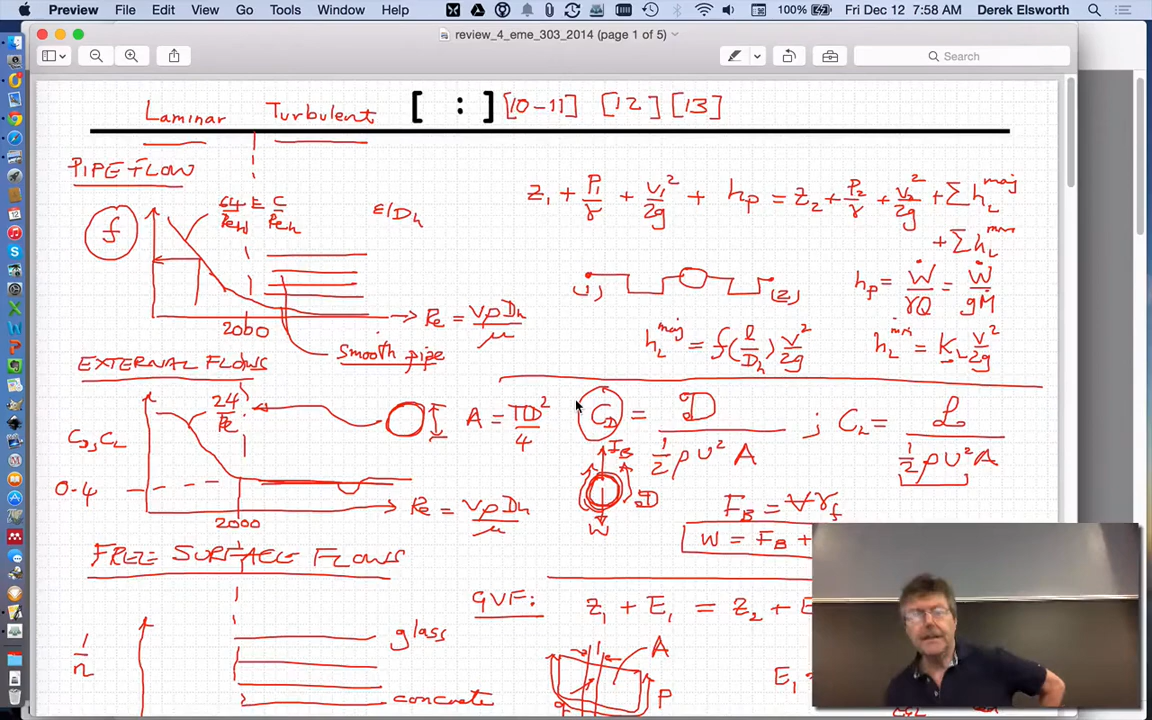 Preview File Edit View Go Tools Window Help 100% Fri Dec 12 7:58 AM Derek Elsworth
review_4_eme_303_2014 (page 1 of 5)
Search
Laminar Turbulent [ : ] [10-11] [12] [13]
PIPE FLOW
f
64/Reh = C/Reh
ε/Dh
2000
Re = vρDh/μ
Smooth pipe
z1 + P1/γ + v1²/2g + hp = z2 + P2/γ + v2²/2g + Σ hL maj
+ Σ hL min
(1) (2)
hp = Ẇ/γQ = Ẇ/gṀ
hL maj = f(l/Dh) v²/2g
hL min = KL v²/2g
EXTERNAL FLOWS
CD, CL
24/Re
A = πD²/4
0.4
2000
Re = vρDh/μ
CD = D / ½ρU²A ; CL = L / ½ρU²A
FB
D
W
FB = ∀γf
W = FB +
FREE SURFACE FLOWS
1/n
glass
concrete
GVF: z1 + E1 = z2 + E
A
P
E1 =